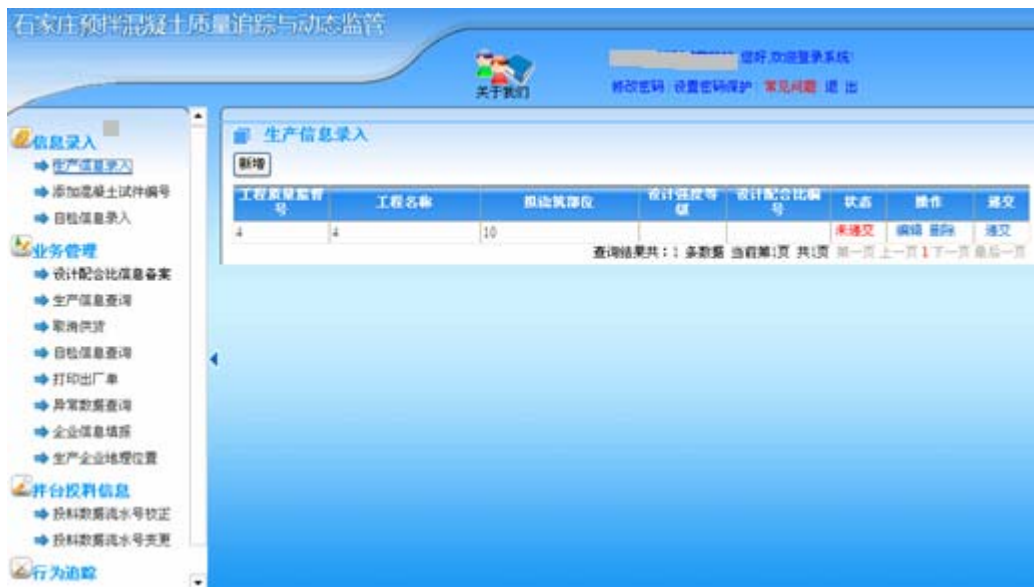 石家庄预拌混凝土质量追踪与动态监管
关于我们
您好,欢迎登录系统!
修改密码 设置密码保护 常见问题 退 出
信息录入
生产信息录入
添加混凝土试件编号
自检信息录入
业务管理
设计配合比信息备案
生产信息查询
取消供货
自检信息查询
打印出厂单
异常数据查询
企业信息填报
生产企业地理位置
拌台投料信息
投料数据流水号校正
投料数据流水号变更
行为追踪
生产信息录入
新增
工程质量监督号 工程名称 拟浇筑部位 设计强度等级 设计配合比编号 状态 操作 递交
4 4 10 未递交 编辑 删除 递交
查询结果共:1 条数据 当前第1页 共1页 第一页 上一页 1 下一页 最后一页